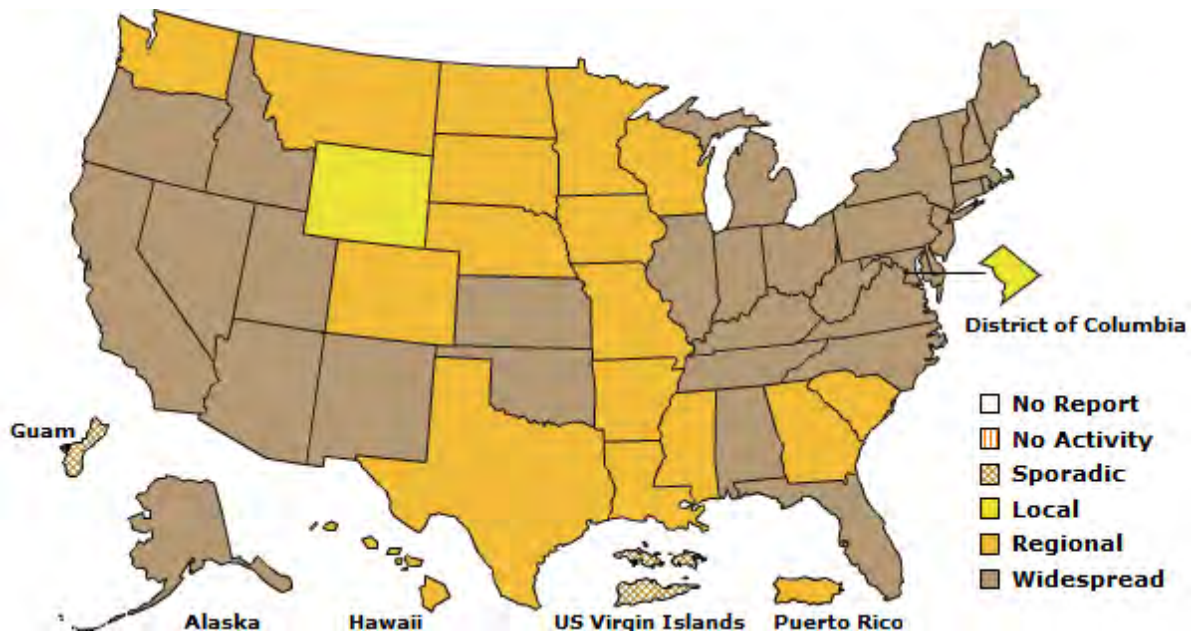 District of Columbia
Guam
No Report
No Activity
Sporadic
Local
Regional
Widespread
Alaska
Hawaii
US Virgin Islands
Puerto Rico